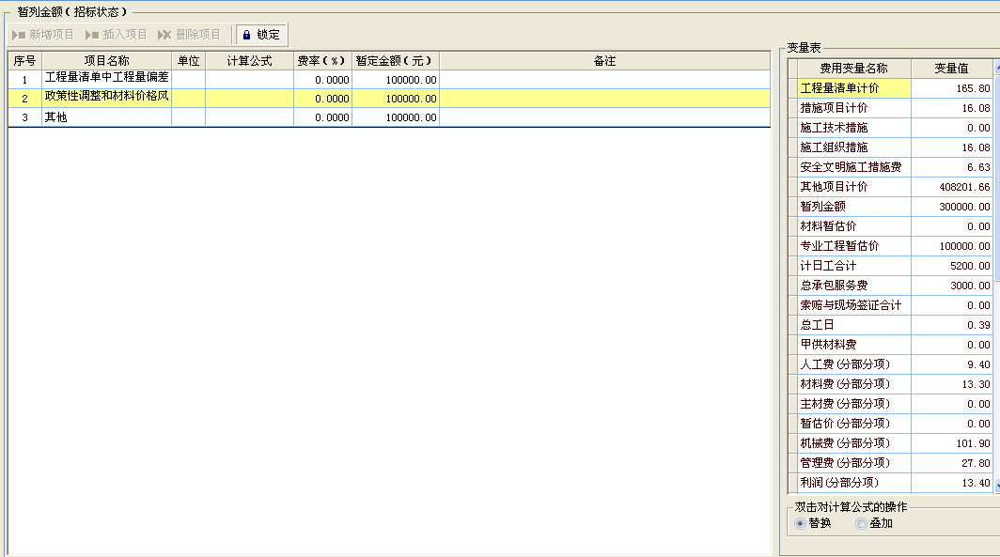 暂列金额(招标状态)
新增项目 插入项目 删除项目 锁定
序号 项目名称 单位 计算公式 费率(%) 暂定金额(元) 备注
1 工程量清单中工程量偏差 0.0000 100000.00
2 政策性调整和材料价格风 0.0000 100000.00
3 其他 0.0000 100000.00
变量表
费用变量名称 变量值
工程量清单计价 165.80
措施项目计价 16.08
施工技术措施 0.00
施工组织措施 16.08
安全文明施工措施费 6.63
其他项目计价 408201.66
暂列金额 300000.00
材料暂估价 0.00
专业工程暂估价 100000.00
计日工合计 5200.00
总承包服务费 3000.00
索赔与现场签证合计 0.00
总工日 0.39
甲供材料费 0.00
人工费(分部分项) 9.40
材料费(分部分项) 13.30
主材费(分部分项) 0.00
暂估价(分部分项) 0.00
机械费(分部分项) 101.90
管理费(分部分项) 27.80
利润(分部分项) 13.40
双击对计算公式的操作
替换 叠加